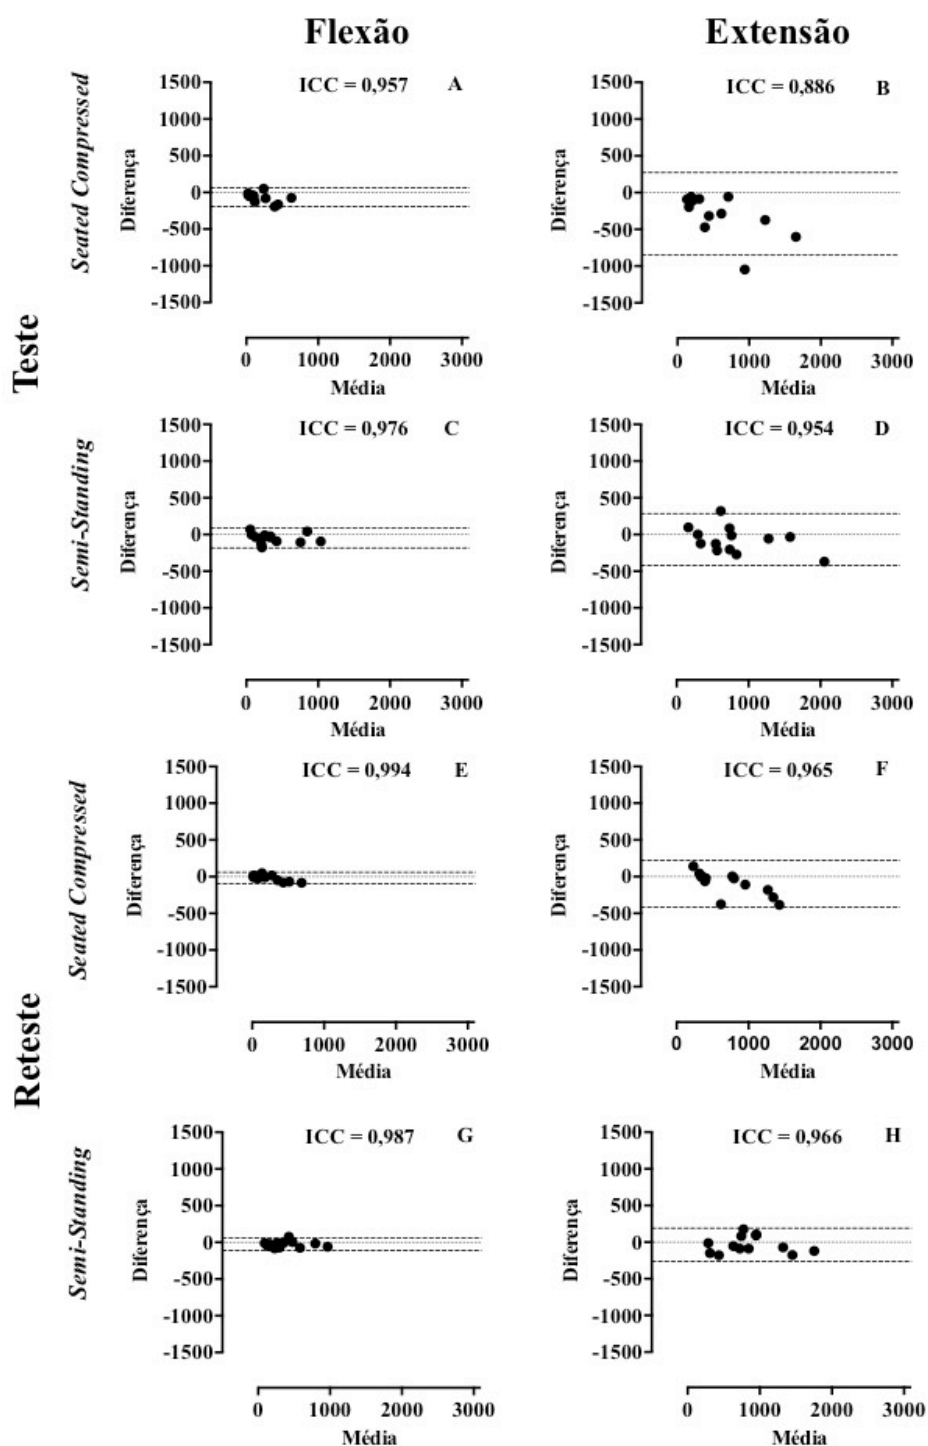 Flexão
Extensão
Teste
Seated Compressed
Diferença
1500
1000
500
0
-500
-1000
-1500
ICC = 0,957
A
0 1000 2000 3000
Média
Diferença
1500
1000
500
0
-500
-1000
-1500
ICC = 0,886
B
0 1000 2000 3000
Média
Semi-Standing
Diferença
1500
1000
500
0
-500
-1000
-1500
ICC = 0,976
C
0 1000 2000 3000
Média
Diferença
1500
1000
500
0
-500
-1000
-1500
ICC = 0,954
D
0 1000 2000 3000
Média
Reteste
Seated Compressed
Diferença
1500
1000
500
0
-500
-1000
-1500
ICC = 0,994
E
0 1000 2000 3000
Média
Diferença
1500
1000
500
0
-500
-1000
-1500
ICC = 0,965
F
0 1000 2000 3000
Média
Semi-Standing
Diferença
1500
1000
500
0
-500
-1000
-1500
ICC = 0,987
G
0 1000 2000 3000
Média
Diferença
1500
1000
500
0
-500
-1000
-1500
ICC = 0,966
H
0 1000 2000 3000
Média